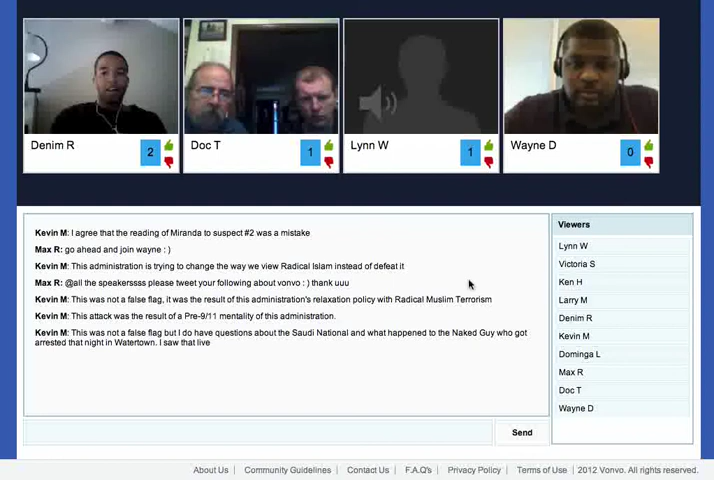 Denim R
2
Doc T
1
Lynn W
1
Wayne D
0
Kevin M: I agree that the reading of Miranda to suspect #2 was a mistake
Max R: go ahead and join wayne : )
Kevin M: This administration is trying to change the way we view Radical Islam instead of defeat it
Max R: @all the speakerssss please tweet your following about vonvo : ) thank uuu
Kevin M: This was not a false flag, it was the result of this administration's relaxation policy with Radical Muslim Terrorism
Kevin M: This attack was the result of a Pre-9/11 mentality of this administration.
Kevin M: This was not a false flag but I do have questions about the Saudi National and what happened to the Naked Guy who got
arrested that night in Watertown. I saw that live
Send
Viewers
Lynn W
Victoria S
Ken H
Larry M
Denim R
Kevin M
Dominga L
Max R
Doc T
Wayne D
About Us | Community Guidelines | Contact Us | F.A.Q's | Privacy Policy | Terms of Use | 2012 Vonvo. All rights reserved.